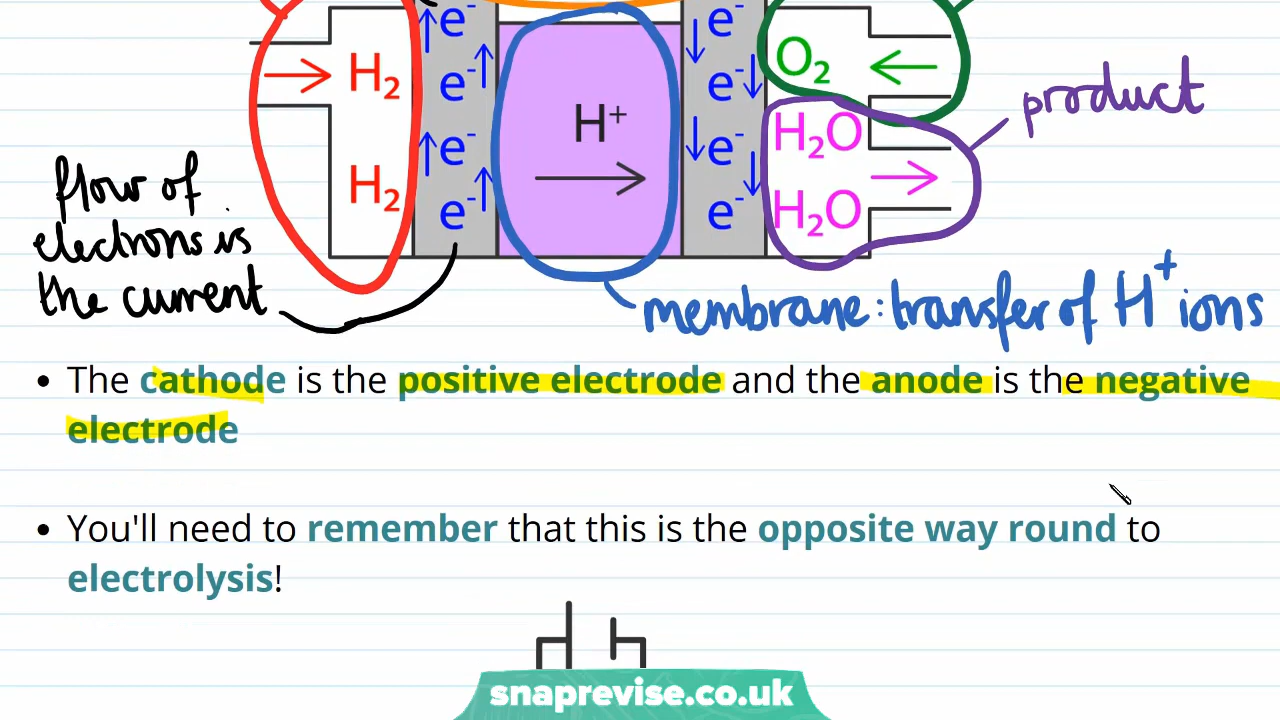 e⁻ e⁻
H₂ e⁻ e⁻ O₂
H⁺ H₂O product
e⁻ e⁻
H₂ e⁻ e⁻ H₂O
flow of
electrons is
the current
membrane: transfer of H⁺ ions
• The cathode is the positive electrode and the anode is the negative
electrode
• You'll need to remember that this is the opposite way round to
electrolysis!
snaprevise.co.uk